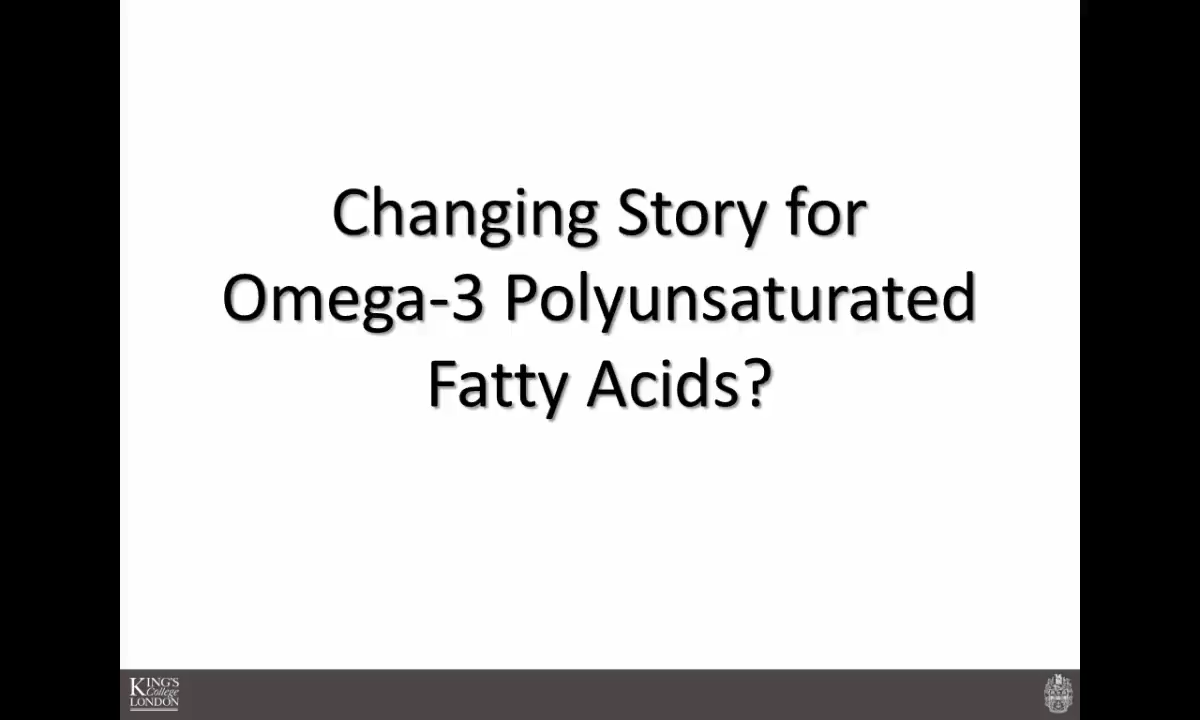 Changing Story for
Omega-3 Polyunsaturated
Fatty Acids?
KING'S
College
LONDON